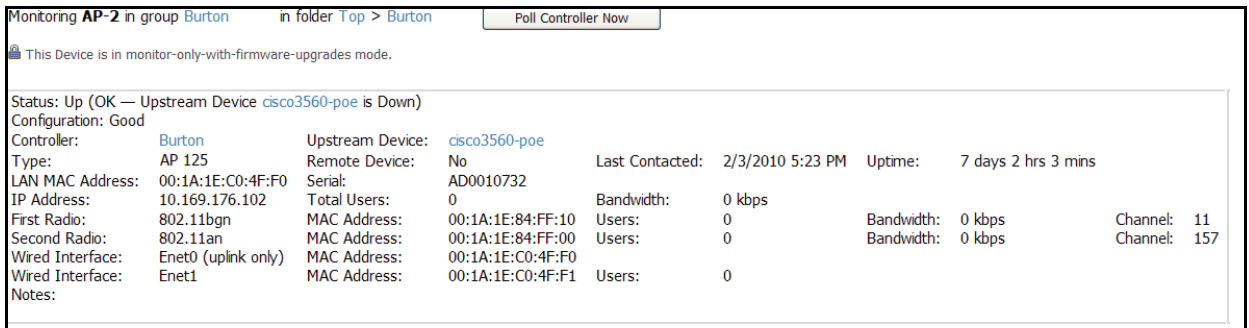 Monitoring AP-2 in group Burton in folder Top > Burton Poll Controller Now
This Device is in monitor-only-with-firmware-upgrades mode.
Status: Up (OK — Upstream Device cisco3560-poe is Down)
Configuration: Good
Controller: Burton Upstream Device: cisco3560-poe
Type: AP 125 Remote Device: No Last Contacted: 2/3/2010 5:23 PM Uptime: 7 days 2 hrs 3 mins
LAN MAC Address: 00:1A:1E:C0:4F:F0 Serial: AD0010732
IP Address: 10.169.176.102 Total Users: 0 Bandwidth: 0 kbps
First Radio: 802.11bgn MAC Address: 00:1A:1E:84:FF:10 Users: 0 Bandwidth: 0 kbps Channel: 11
Second Radio: 802.11an MAC Address: 00:1A:1E:84:FF:00 Users: 0 Bandwidth: 0 kbps Channel: 157
Wired Interface: Enet0 (uplink only) MAC Address: 00:1A:1E:C0:4F:F0
Wired Interface: Enet1 MAC Address: 00:1A:1E:C0:4F:F1 Users: 0
Notes: